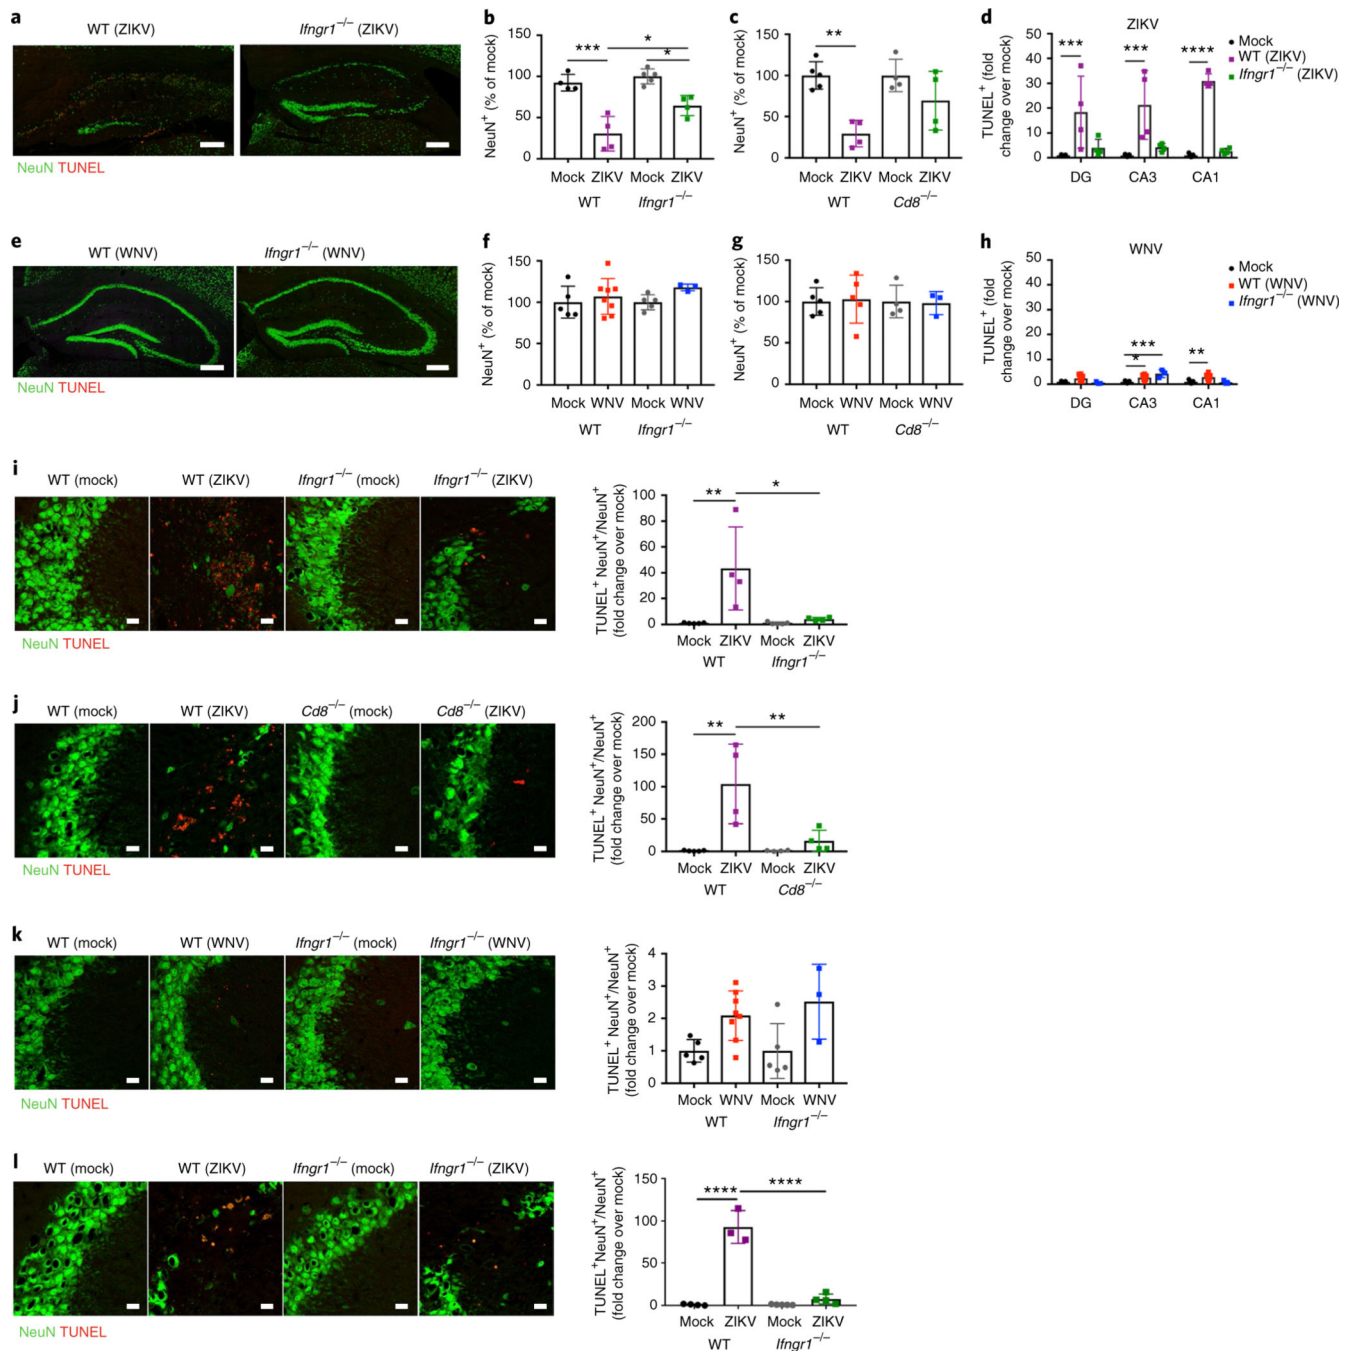 a
WT (ZIKV)
Ifngr1–/– (ZIKV)
NeuN TUNEL
b
NeuN+ (% of mock)
150
100
50
0
***
*
*
Mock ZIKV Mock ZIKV
WT Ifngr1–/–
c
NeuN+ (% of mock)
150
100
50
0
**
Mock ZIKV Mock ZIKV
WT Cd8–/–
d
ZIKV
TUNEL+ (fold
change over mock)
50
40
30
20
10
0
*** *** ****
DG CA3 CA1
Mock
WT (ZIKV)
Ifngr1–/– (ZIKV)
e
WT (WNV)
Ifngr1–/– (WNV)
NeuN TUNEL
f
NeuN+ (% of mock)
150
100
50
0
Mock WNV Mock WNV
WT Ifngr1–/–
g
NeuN+ (% of mock)
150
100
50
0
Mock WNV Mock WNV
WT Cd8–/–
h
WNV
TUNEL+ (fold
change over mock)
50
40
30
20
10
0
***
*
**
DG CA3 CA1
Mock
WT (WNV)
Ifngr1–/– (WNV)
i
WT (mock) WT (ZIKV) Ifngr1–/– (mock) Ifngr1–/– (ZIKV)
NeuN TUNEL
TUNEL+ NeuN+/NeuN+
(fold change over mock)
100
80
60
40
20
0
** *
Mock ZIKV Mock ZIKV
WT Ifngr1–/–
j
WT (mock) WT (ZIKV) Cd8–/– (mock) Cd8–/– (ZIKV)
NeuN TUNEL
TUNEL+ NeuN+/NeuN+
(fold change over mock)
200
150
100
50
0
** **
Mock ZIKV Mock ZIKV
WT Cd8–/–
k
WT (mock) WT (WNV) Ifngr1–/– (mock) Ifngr1–/– (WNV)
NeuN TUNEL
TUNEL+ NeuN+/NeuN+
(fold change over mock)
4
3
2
1
0
Mock WNV Mock WNV
WT Ifngr1–/–
l
WT (mock) WT (ZIKV) Ifngr1–/– (mock) Ifngr1–/– (ZIKV)
NeuN TUNEL
TUNEL+NeuN+/NeuN+
(fold change over mock)
150
100
50
0
**** ****
Mock ZIKV Mock ZIKV
WT Ifngr1–/–